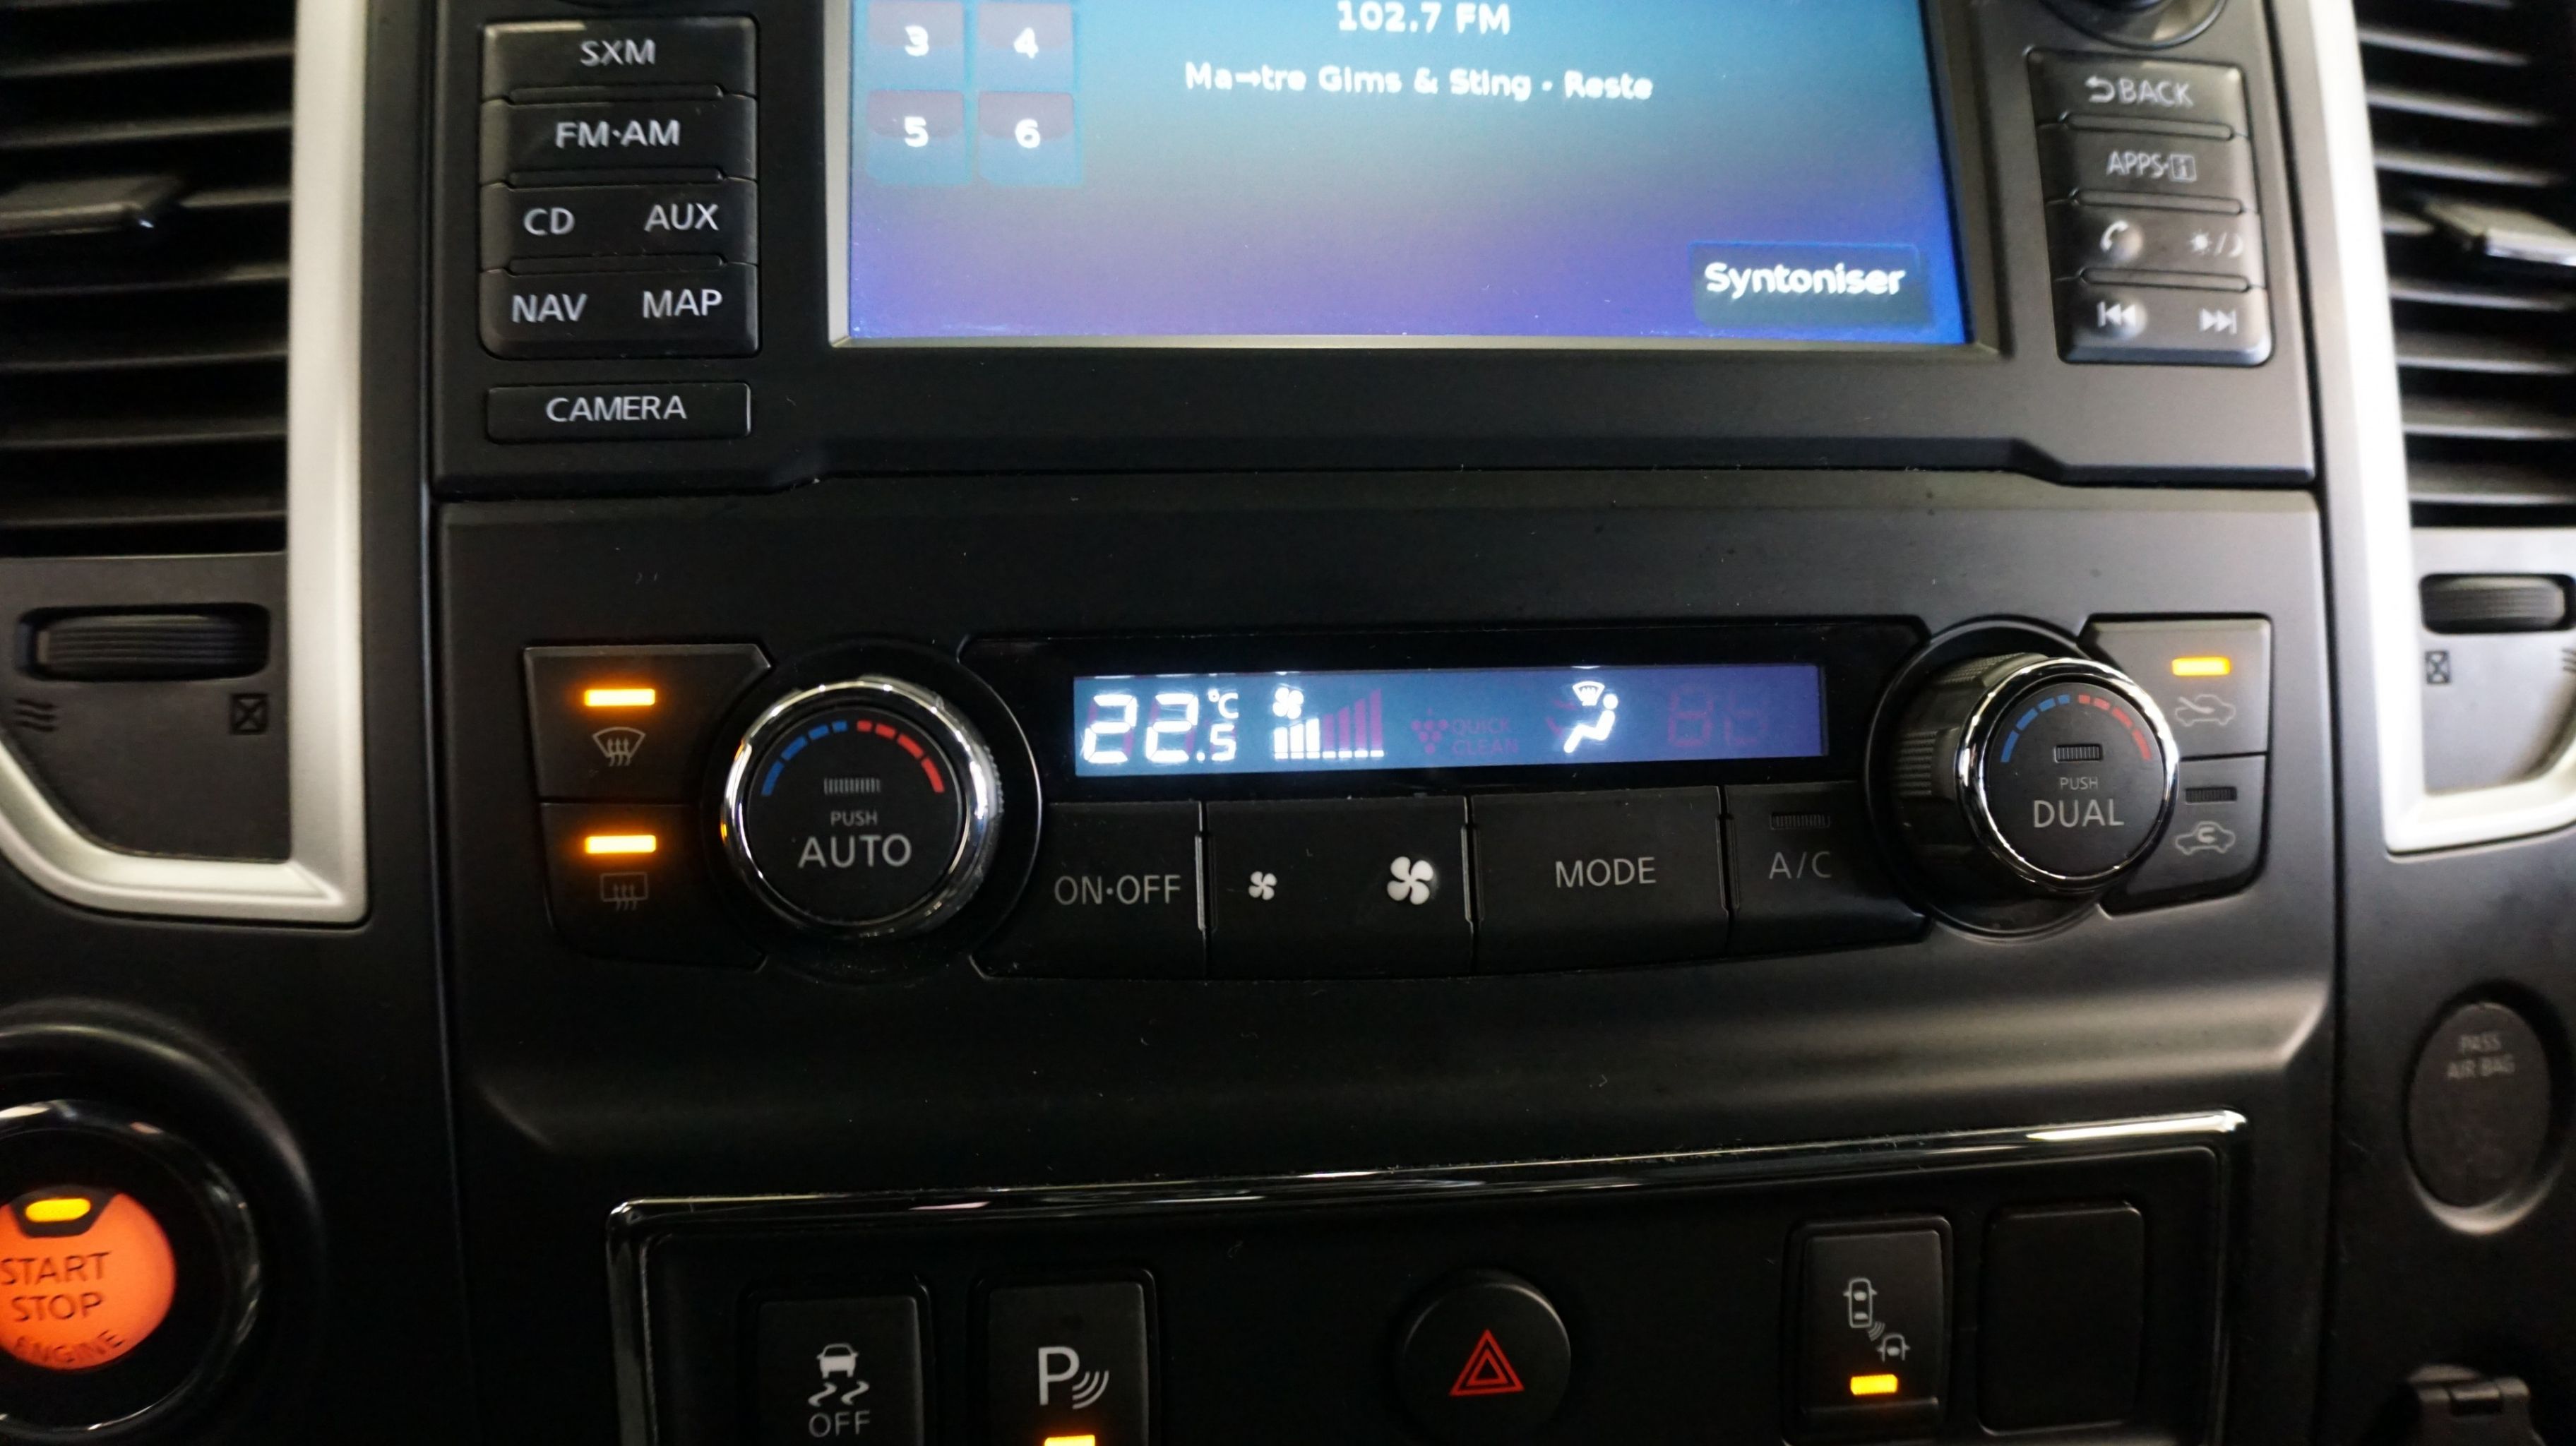 102.7 FM
Ma→tre Gims & Sting · Reste
3 4
5 6
Syntoniser
SXM
FM·AM
CD AUX
NAV MAP
CAMERA
BACK
APPS·i
22.5 °C
QUICK
CLEAN
PUSH
AUTO
ON·OFF
MODE
A/C
PUSH
DUAL
PASS
AIR BAG
START
STOP
ENGINE
OFF
P